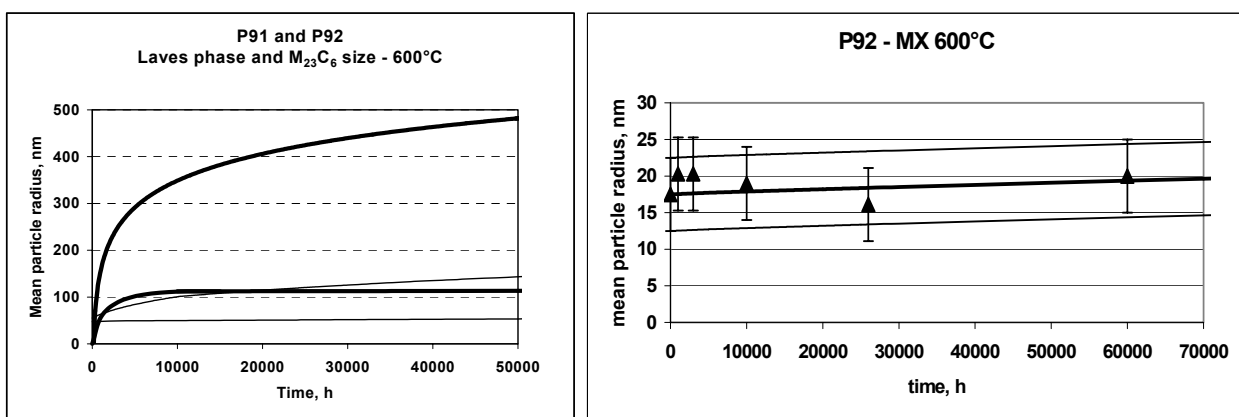 P91 and P92
Laves phase and M₂₃C₆ size - 600°C
Mean particle radius, nm
500
400
300
200
100
0
0 10000 20000 30000 40000 50000
Time, h
P92 - MX 600°C
mean particle radius, nm
30
25
20
15
10
5
0
0 10000 20000 30000 40000 50000 60000 70000
time, h